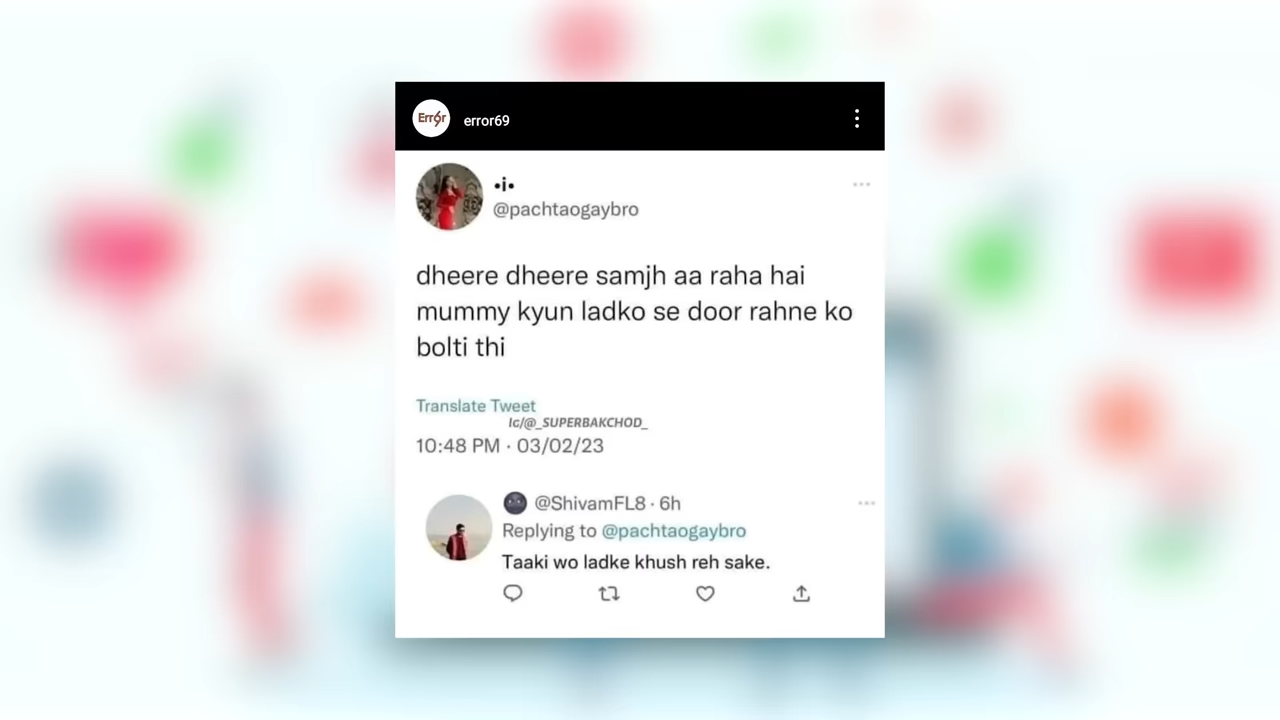 Error
error69
•i•
@pachtaogaybro
dheere dheere samjh aa raha hai
mummy kyun ladko se door rahne ko
bolti thi
Translate Tweet
Ic/@_SUPERBAKCHOD_
10:48 PM · 03/02/23
@ShivamFL8 · 6h
Replying to @pachtaogaybro
Taaki wo ladke khush reh sake.